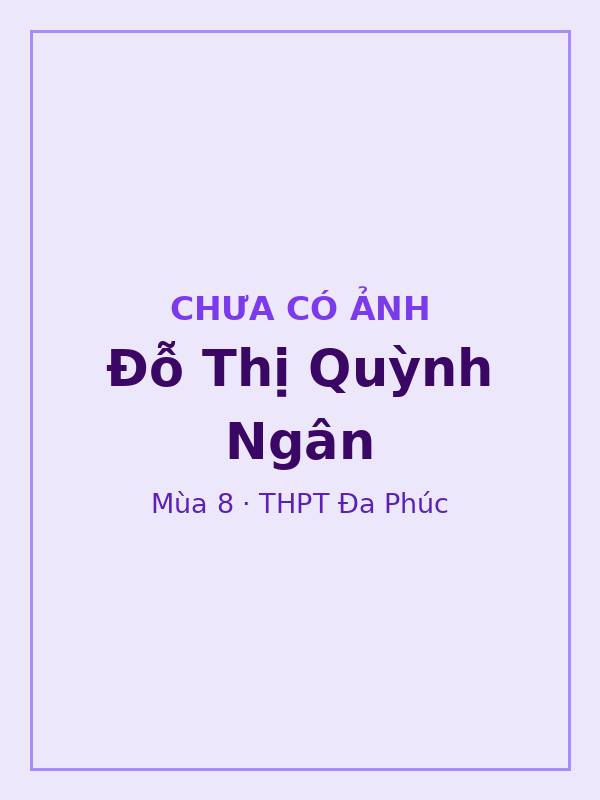 CHƯA CÓ ẢNH
Đỗ Thị Quỳnh
Ngân
Mùa 8 · THPT Đa Phúc